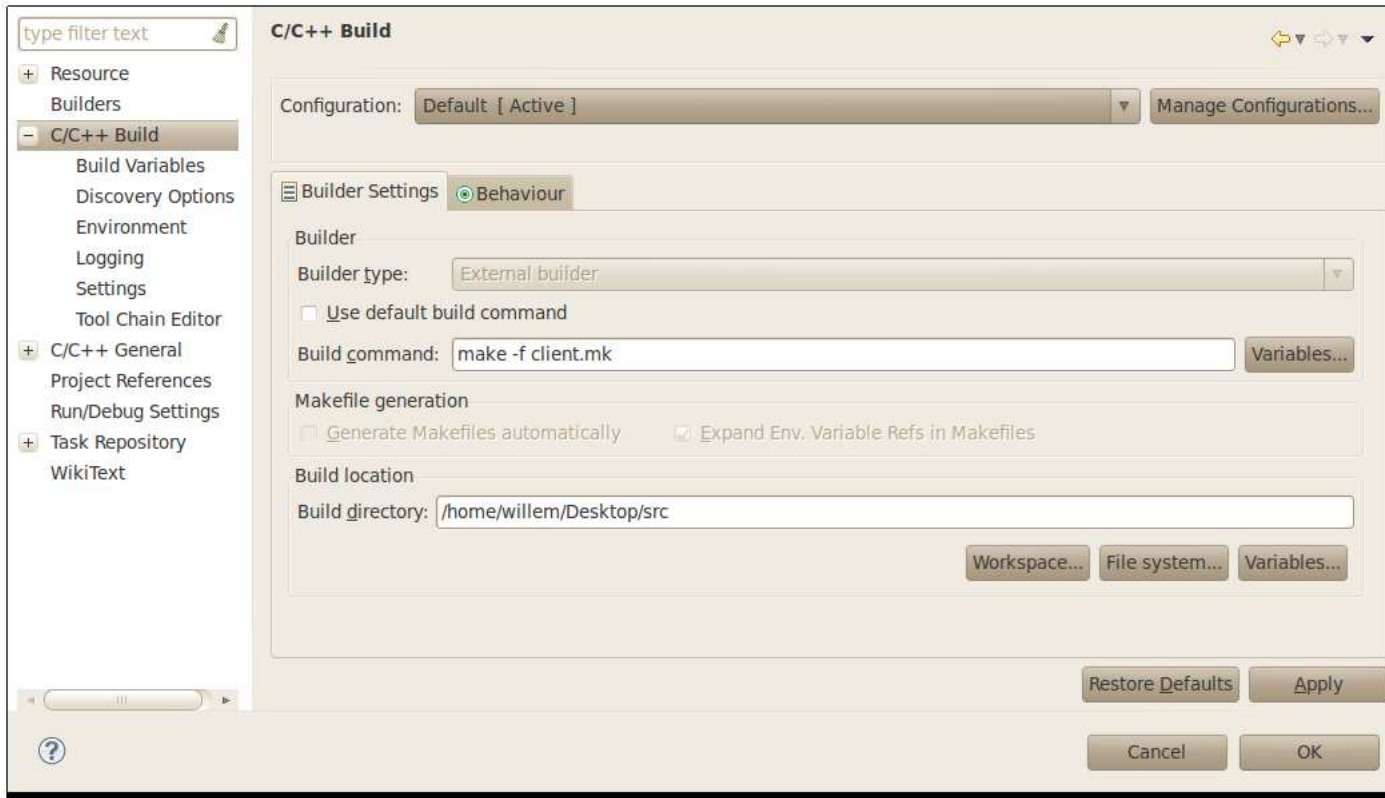 type filter text
Resource
Builders
C/C++ Build
Build Variables
Discovery Options
Environment
Logging
Settings
Tool Chain Editor
C/C++ General
Project References
Run/Debug Settings
Task Repository
WikiText
C/C++ Build
Configuration: Default [ Active ] Manage Configurations...
Builder Settings Behaviour
Builder
Builder type: External builder
Use default build command
Build command: make -f client.mk Variables...
Makefile generation
Generate Makefiles automatically Expand Env. Variable Refs in Makefiles
Build location
Build directory: /home/willem/Desktop/src
Workspace... File system... Variables...
Restore Defaults Apply
? Cancel OK